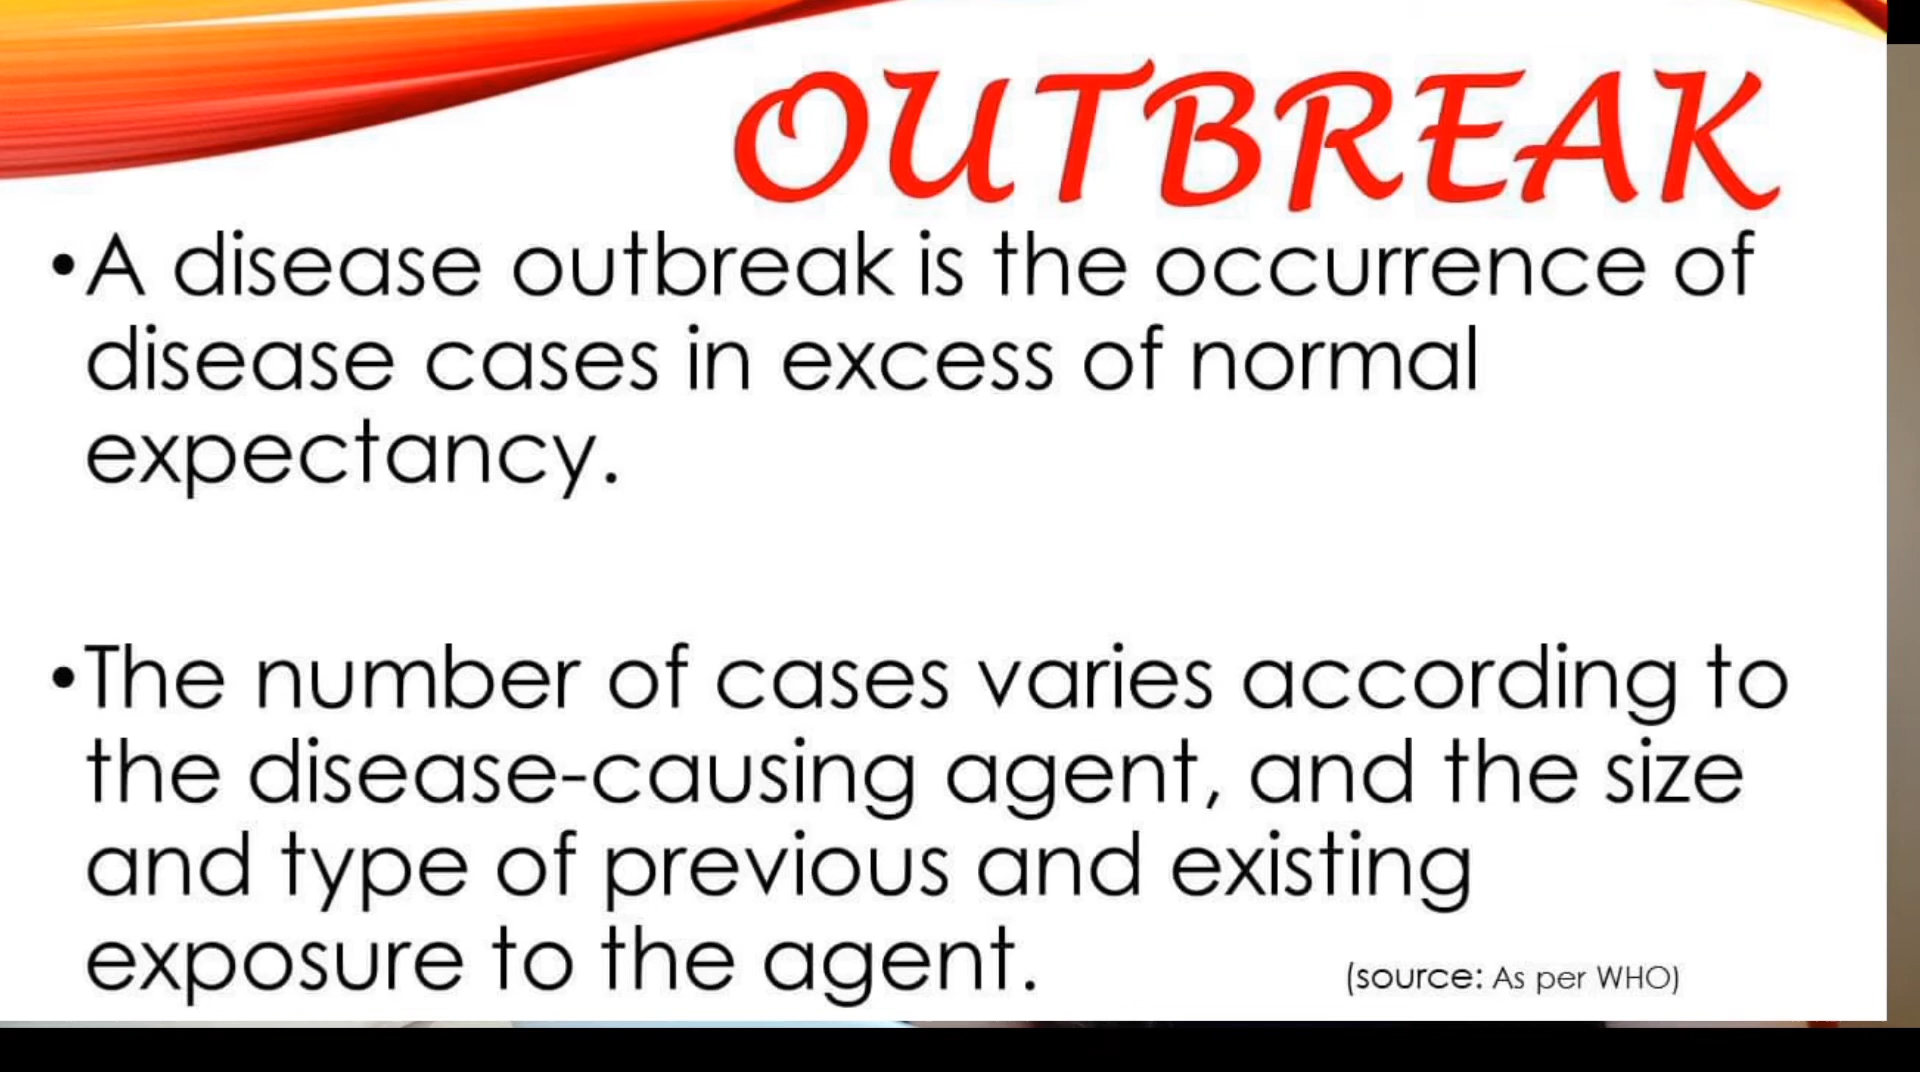 OUTBREAK
•A disease outbreak is the occurrence of
disease cases in excess of normal
expectancy.
•The number of cases varies according to
the disease-causing agent, and the size
and type of previous and existing
exposure to the agent.
(source: As per WHO)